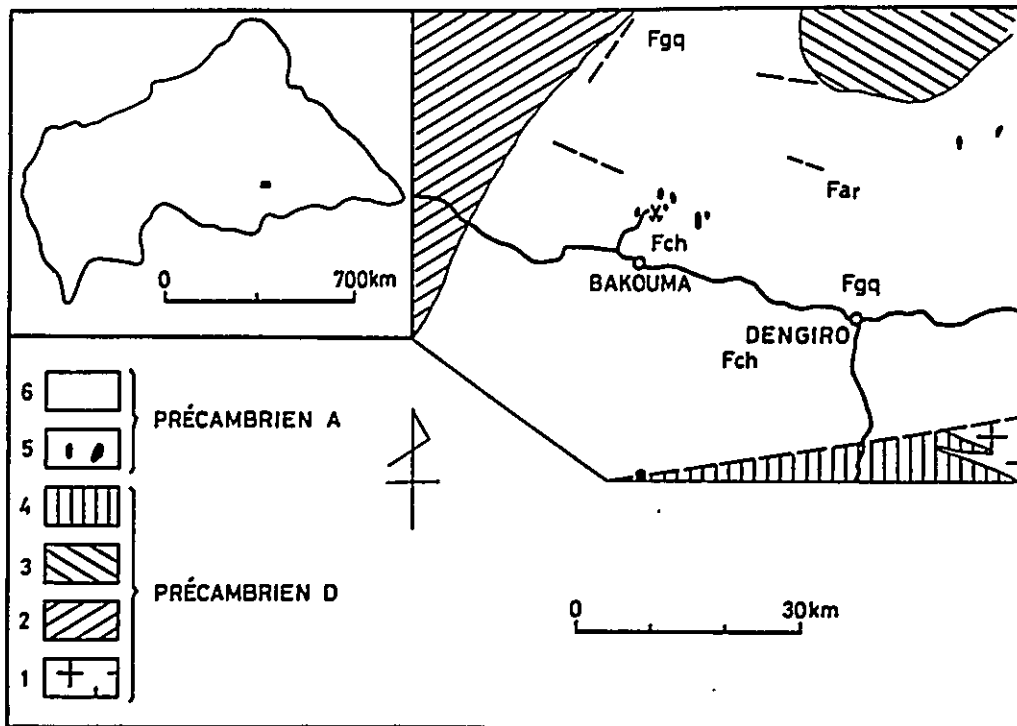 Fgq
Far
0 700km
Fch
BAKOUMA
Fgq
DENGIRO
Fch
6
PRÉCAMBRIEN A
5
4
3
PRÉCAMBRIEN D
2
1
0 30km